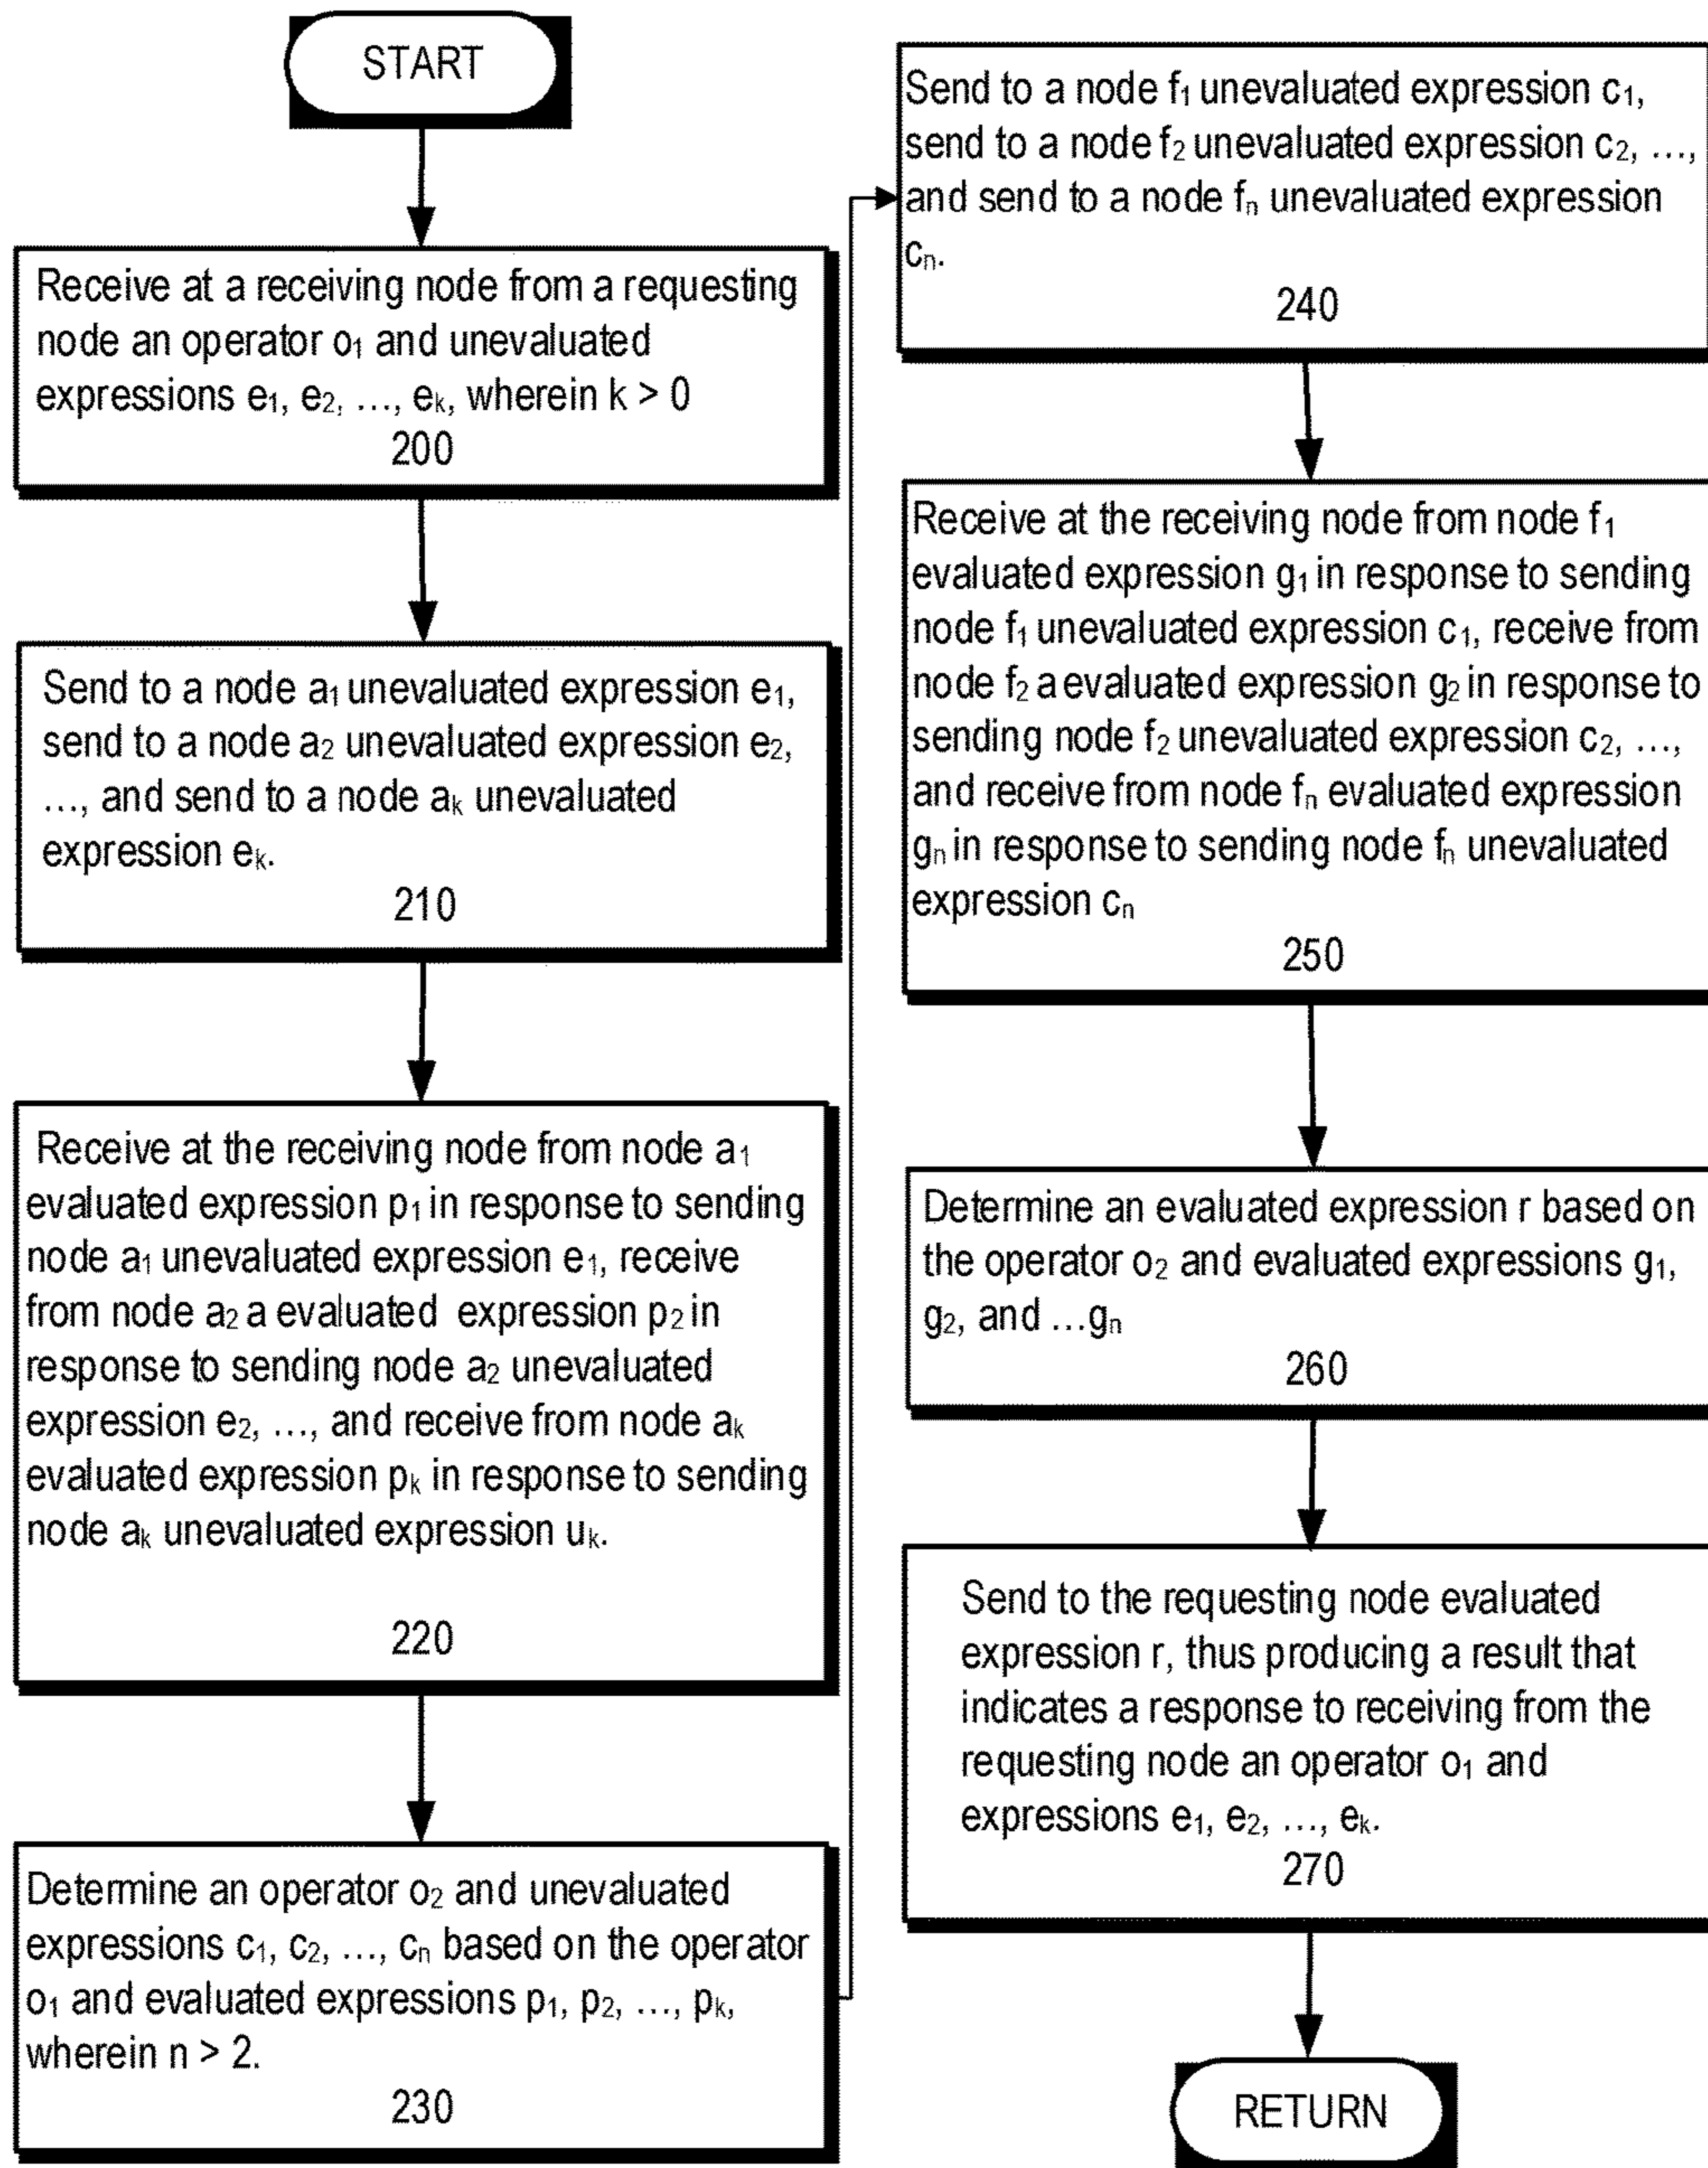 START
Receive at a receiving node from a requesting
node an operator o₁ and unevaluated
expressions e₁, e₂, ..., eₖ, wherein k > 0
200
Send to a node a₁ unevaluated expression e₁,
send to a node a₂ unevaluated expression e₂,
..., and send to a node aₖ unevaluated
expression eₖ.
210
Receive at the receiving node from node a₁
evaluated expression p₁ in response to sending
node a₁ unevaluated expression e₁, receive
from node a₂ a evaluated expression p₂ in
response to sending node a₂ unevaluated
expression e₂, ..., and receive from node aₖ
evaluated expression pₖ in response to sending
node aₖ unevaluated expression uₖ.
220
Determine an operator o₂ and unevaluated
expressions c₁, c₂, ..., cₙ based on the operator
o₁ and evaluated expressions p₁, p₂, ..., pₖ,
wherein n > 2.
230
Send to a node f₁ unevaluated expression c₁,
send to a node f₂ unevaluated expression c₂, ...,
and send to a node fₙ unevaluated expression
cₙ.
240
Receive at the receiving node from node f₁
evaluated expression g₁ in response to sending
node f₁ unevaluated expression c₁, receive from
node f₂ a evaluated expression g₂ in response to
sending node f₂ unevaluated expression c₂, ...,
and receive from node fₙ evaluated expression
gₙ in response to sending node fₙ unevaluated
expression cₙ
250
Determine an evaluated expression r based on
the operator o₂ and evaluated expressions g₁,
g₂, and ...gₙ
260
Send to the requesting node evaluated
expression r, thus producing a result that
indicates a response to receiving from the
requesting node an operator o₁ and
expressions e₁, e₂, ..., eₖ.
270
RETURN